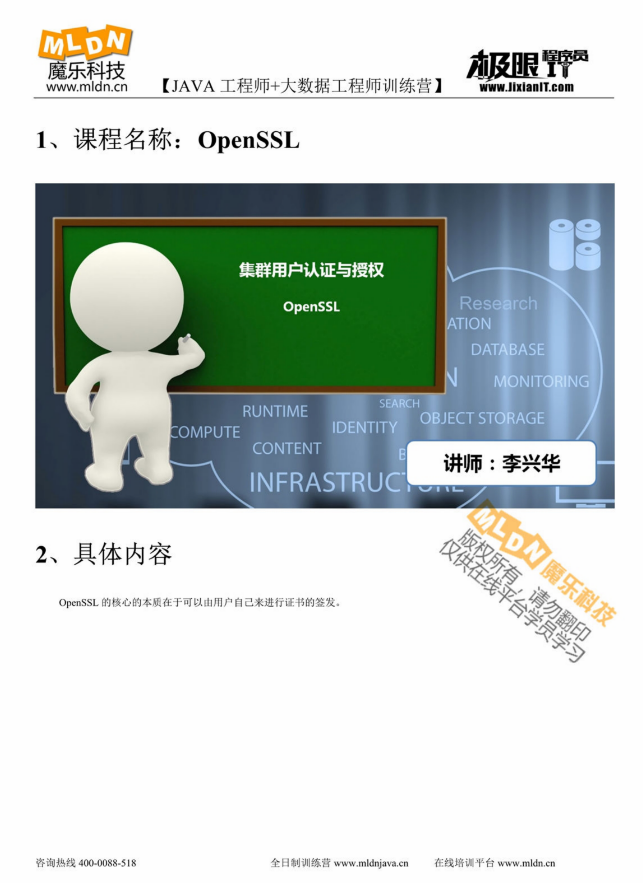 MLDN
魔乐科技
www.mldn.cn
【JAVA 工程师+大数据工程师训练营】
极限IT程序员
www.JixianIT.com
1、课程名称：OpenSSL
集群用户认证与授权
OpenSSL
Research
ATION
DATABASE
N
MONITORING
SEARCH
RUNTIME
OBJECT STORAGE
COMPUTE
IDENTITY
CONTENT
B
INFRASTRUCTURE
讲师：李兴华
2、具体内容
MLDN 魔乐科技
版权所有，请勿翻印
仅供在线平台学员学习
OpenSSL 的核心的本质在于可以由用户自己来进行证书的签发。
咨询热线 400-0088-518 全日制训练营 www.mldnjava.cn 在线培训平台 www.mldn.cn